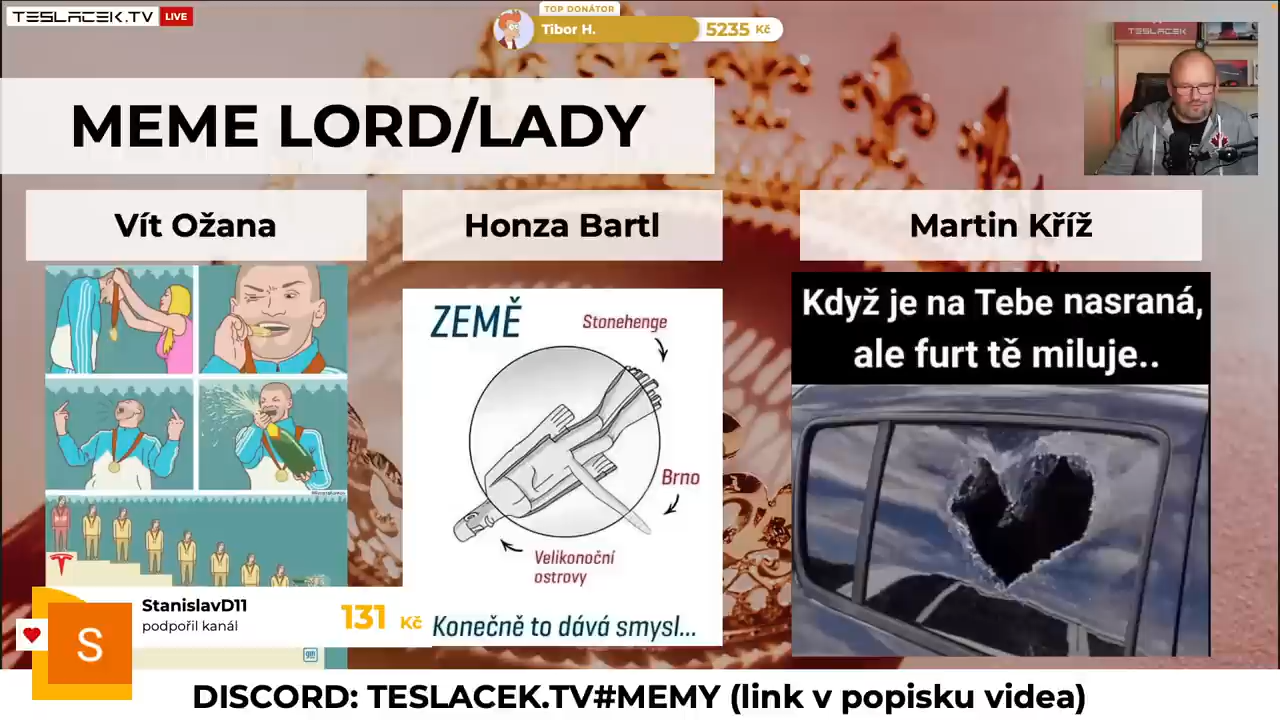 TESLACEK.TV LIVE
TOP DONÁTOR
Tibor H. 5235 Kč
TESLACEK
MEME LORD/LADY
Vít Ožana
Honza Bartl
Martin Kříž
ZEMĚ
Stonehenge
Brno
Velikonoční
ostrovy
Konečně to dává smysl...
Když je na Tebe nasraná,
ale furt tě miluje..
S
StanislavD11
podpořil kanál
131 Kč
gm
DISCORD: TESLACEK.TV#MEMY (link v popisku videa)